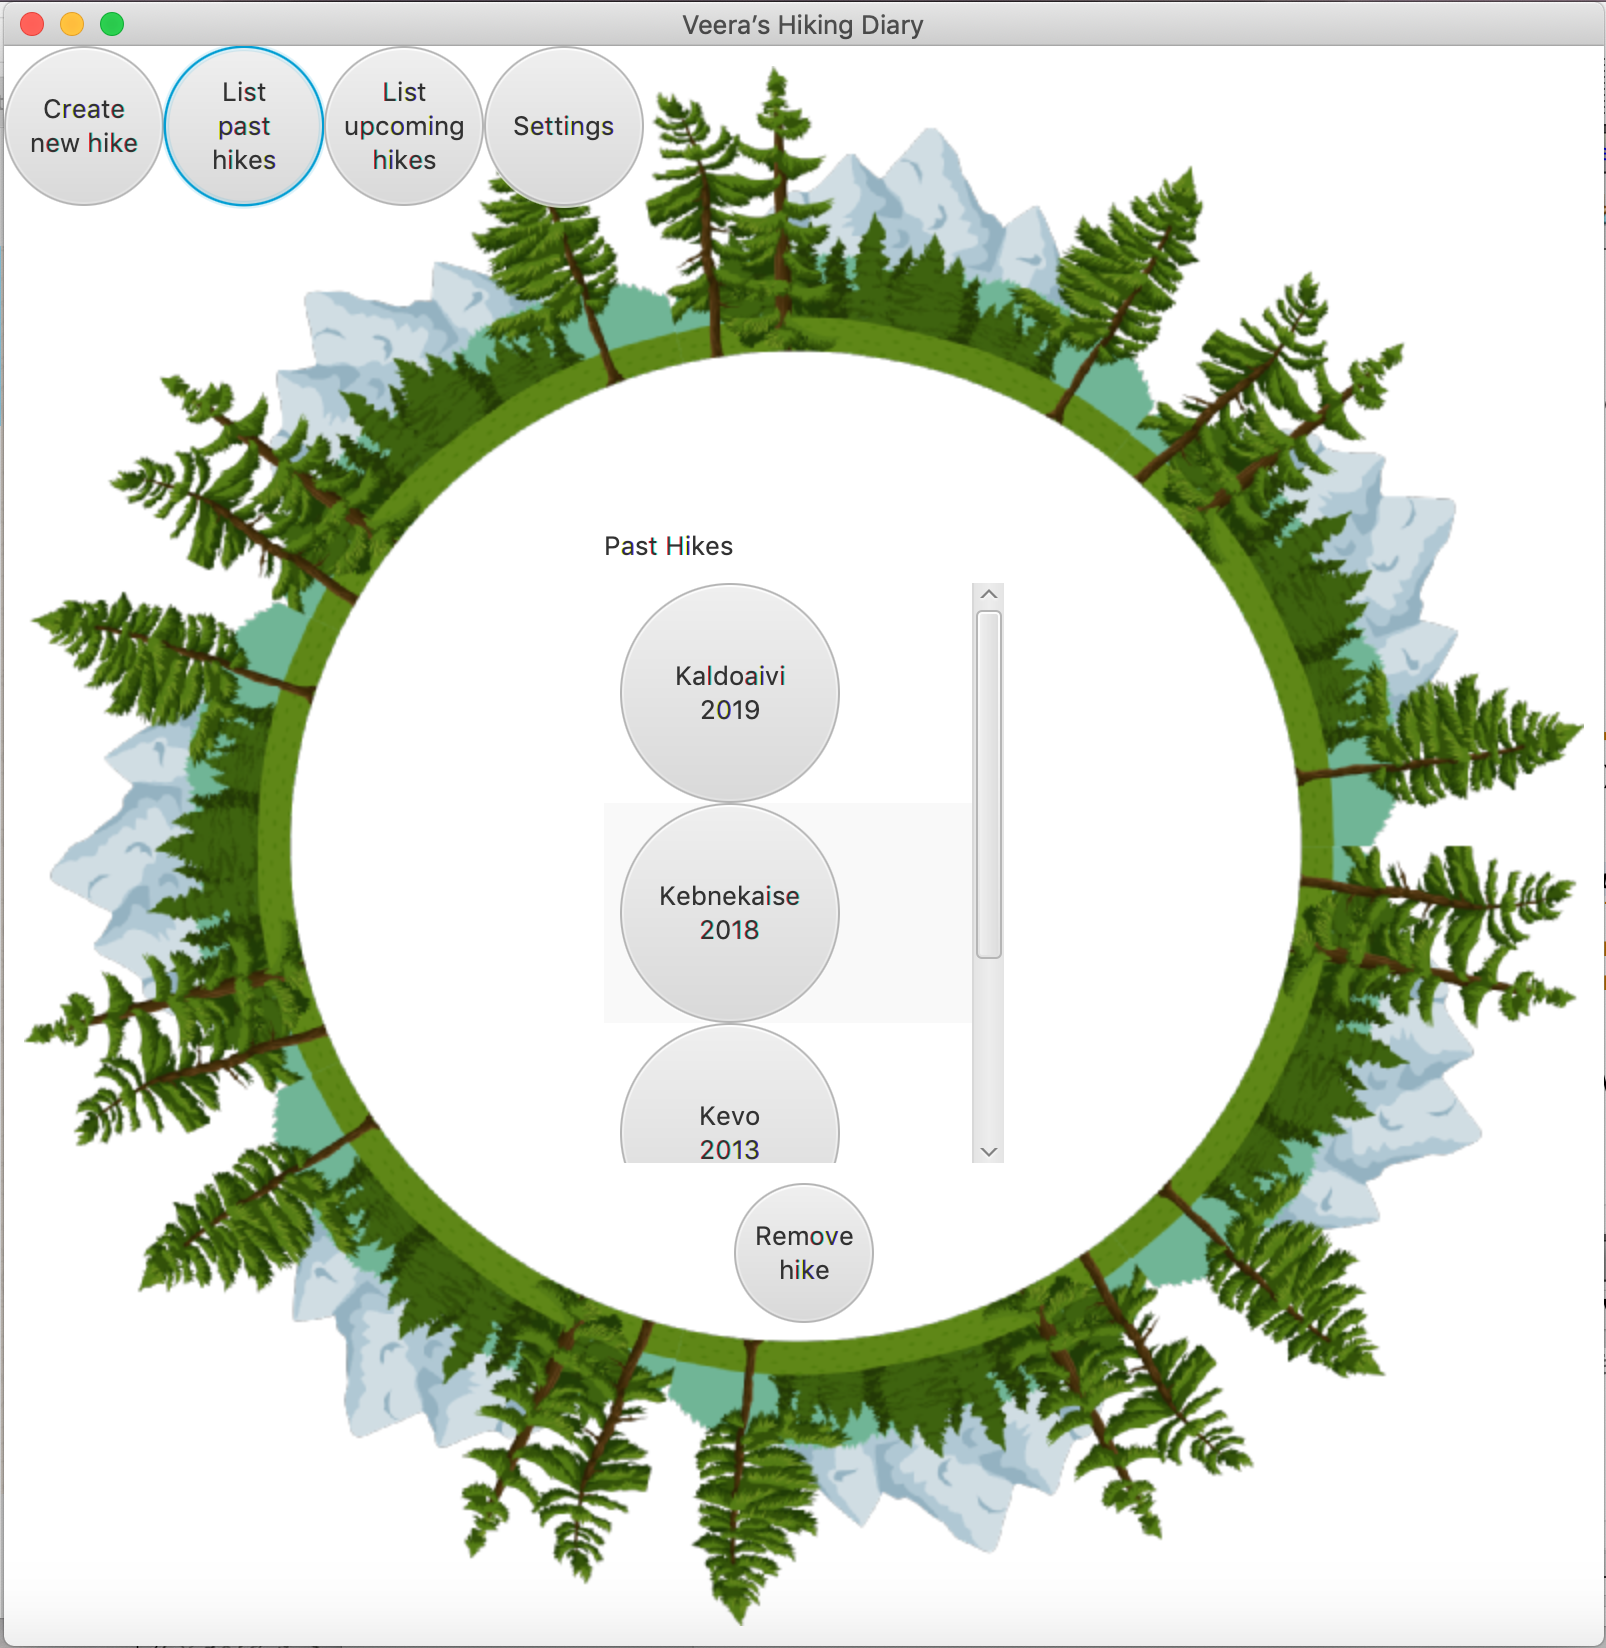 Veera’s Hiking Diary
Create
new hike
List
past
hikes
List
upcoming
hikes
Settings
Past Hikes
Kaldoaivi
2019
Kebnekaise
2018
Kevo
2013
Remove
hike